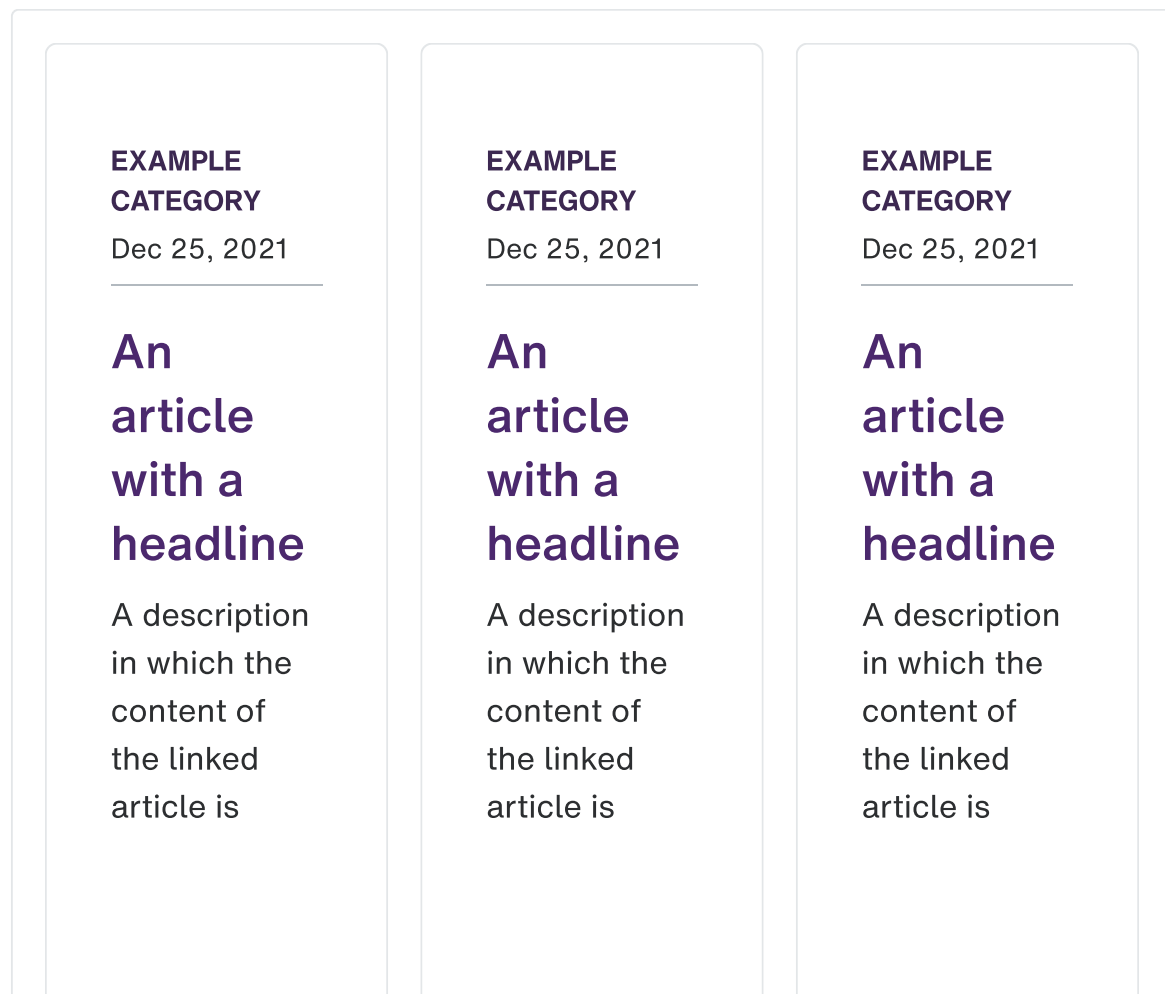 EXAMPLE
CATEGORY
Dec 25, 2021
An
article
with a
headline
A description
in which the
content of
the linked
article is
EXAMPLE
CATEGORY
Dec 25, 2021
An
article
with a
headline
A description
in which the
content of
the linked
article is
EXAMPLE
CATEGORY
Dec 25, 2021
An
article
with a
headline
A description
in which the
content of
the linked
article is